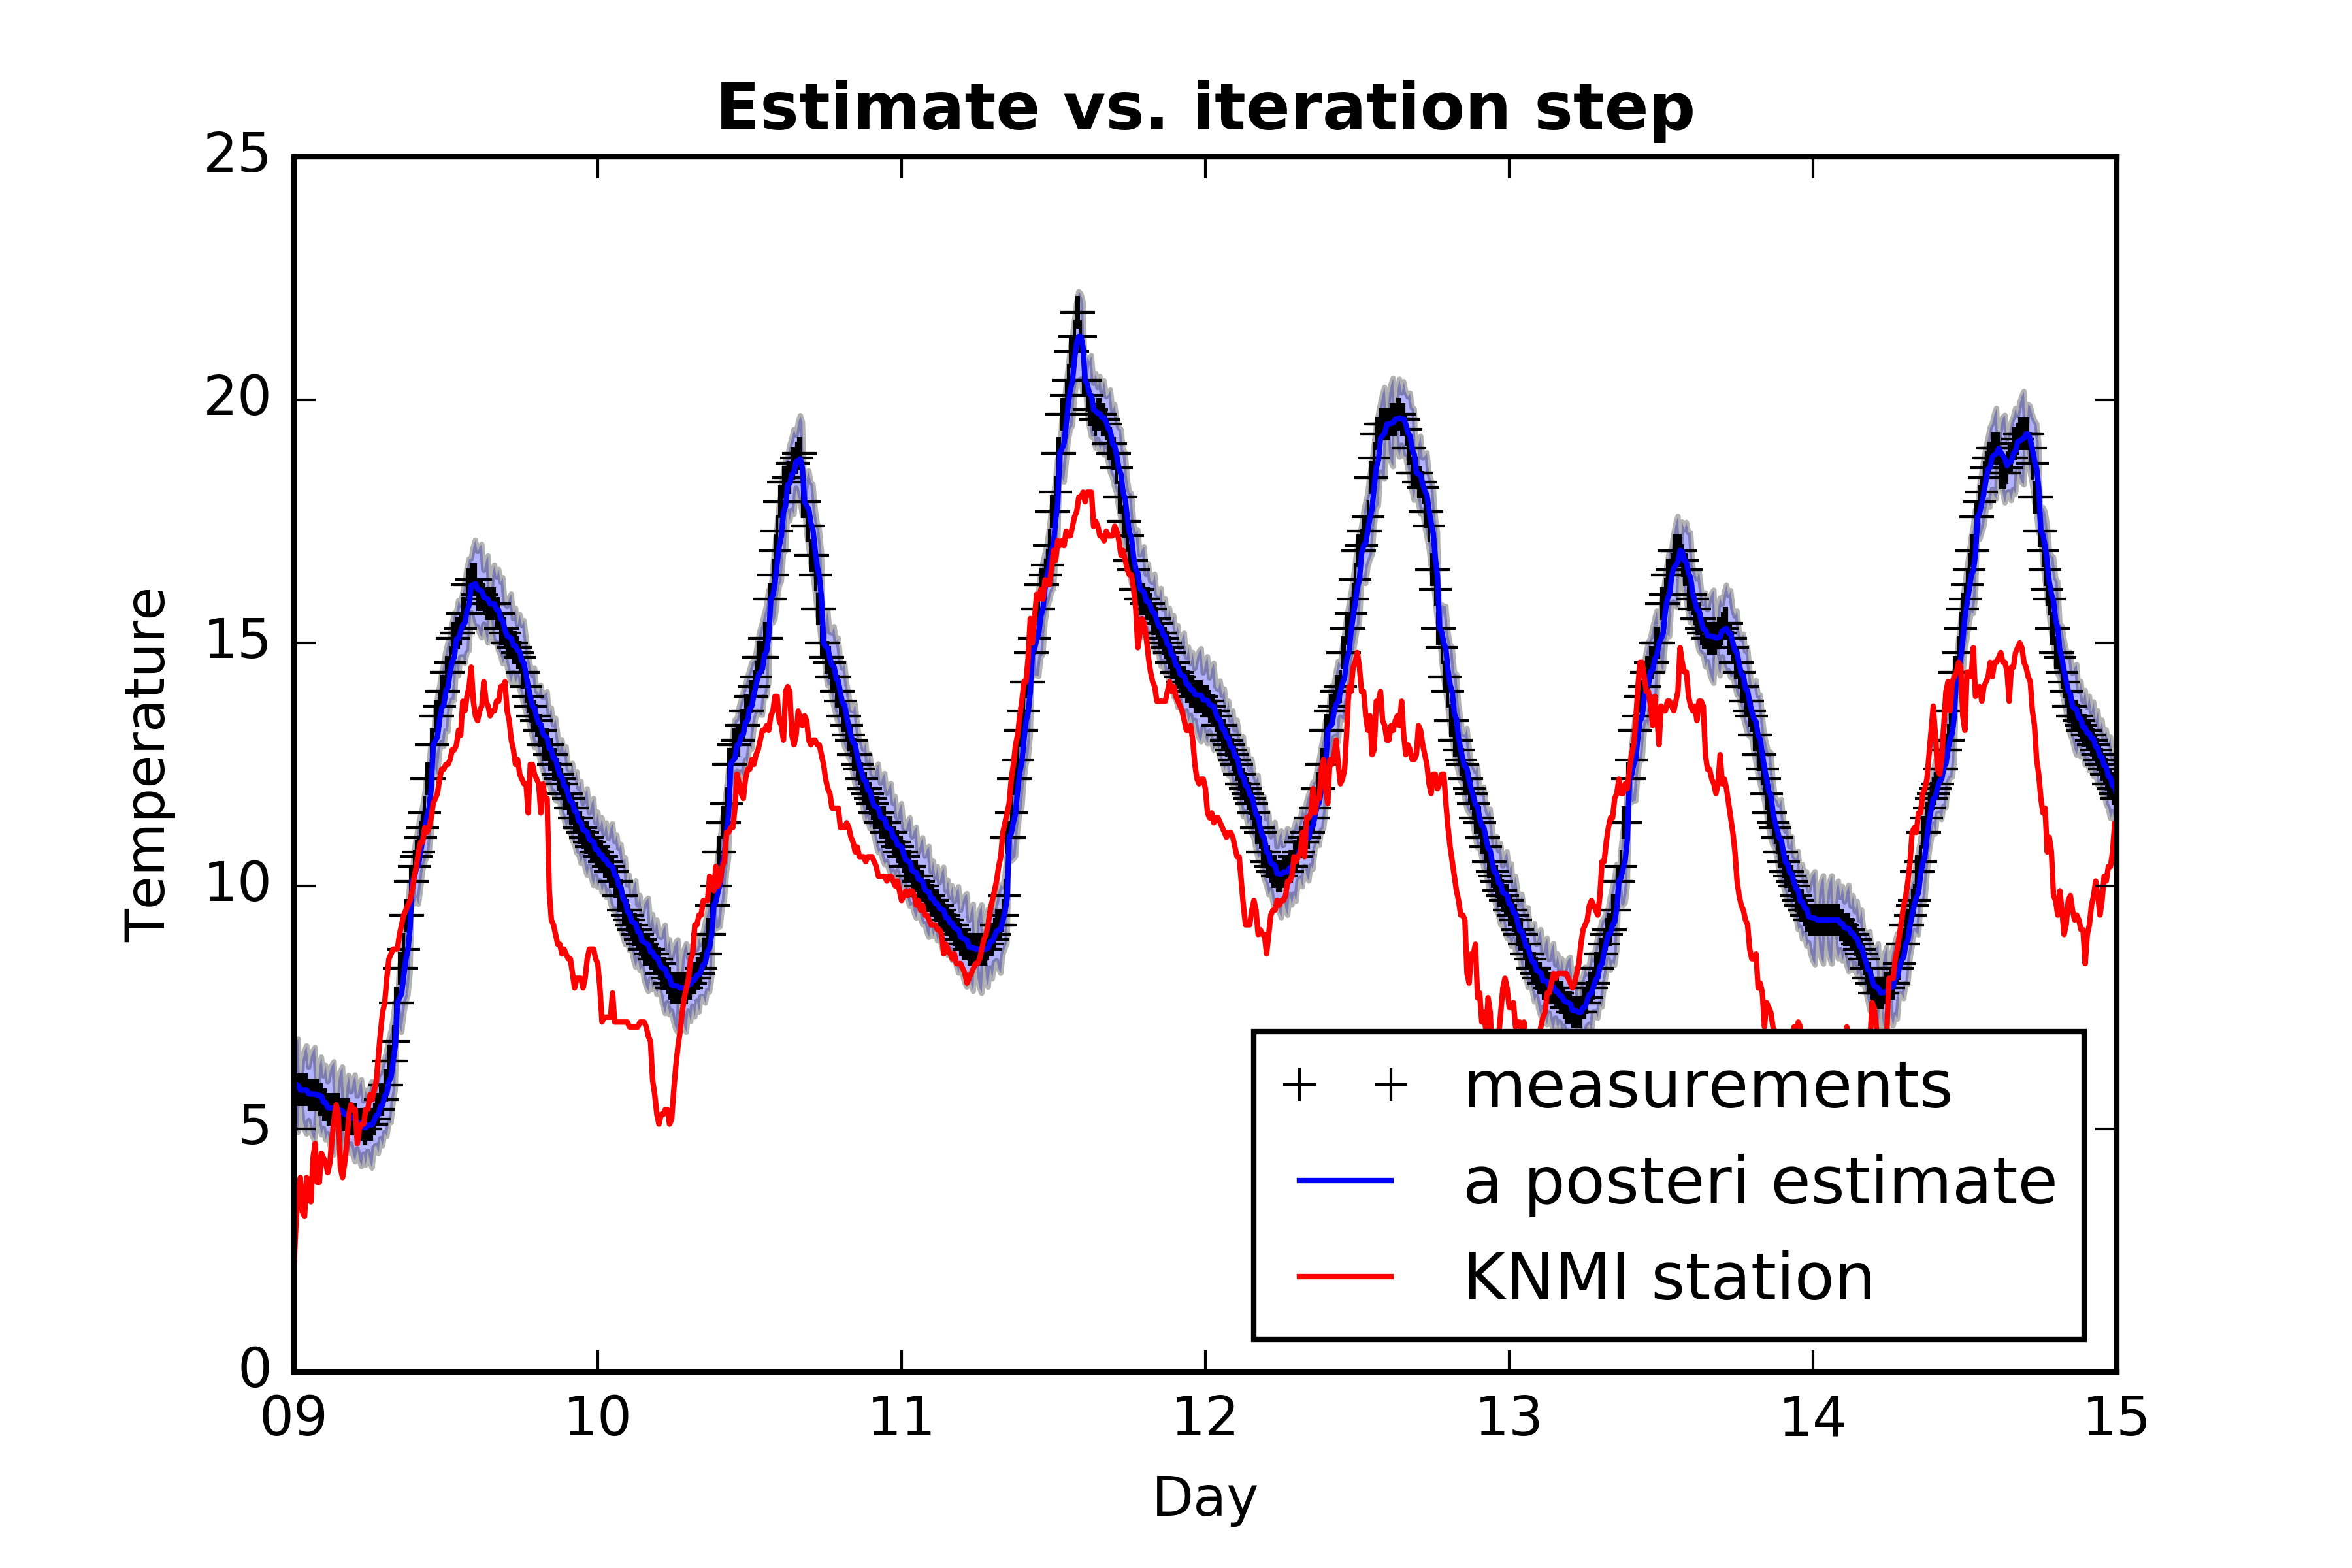 Estimate vs. iteration step
25
20
15
10
5
0
Temperature
09 10 11 12 13 14 15
Day
measurements
a posteri estimate
KNMI station